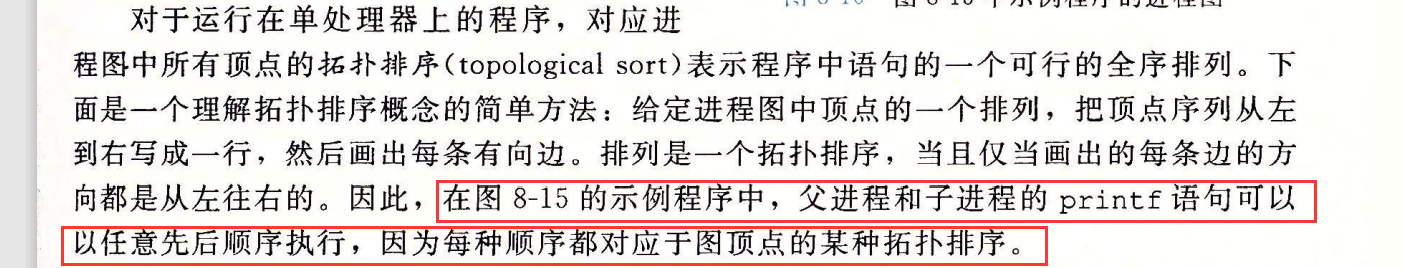 对于运行在单处理器上的程序，对应进
程图中所有顶点的拓扑排序(topological sort)表示程序中语句的一个可行的全序排列。下
面是一个理解拓扑排序概念的简单方法：给定进程图中顶点的一个排列，把顶点序列从左
到右写成一行，然后画出每条有向边。排列是一个拓扑排序，当且仅当画出的每条边的方
向都是从左往右的。因此，在图 8-15 的示例程序中，父进程和子进程的 printf 语句可以
以任意先后顺序执行，因为每种顺序都对应于图顶点的某种拓扑排序。